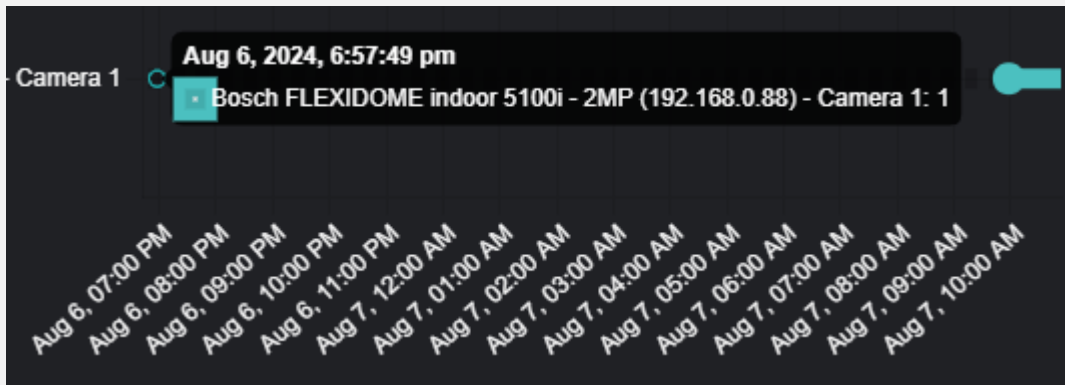 Aug 6, 2024, 6:57:49 pm
- Camera 1
Bosch FLEXIDOME indoor 5100i - 2MP (192.168.0.88) - Camera 1: 1
Aug 6, 07:00 PM
Aug 6, 08:00 PM
Aug 6, 09:00 PM
Aug 6, 10:00 PM
Aug 6, 11:00 PM
Aug 7, 12:00 AM
Aug 7, 01:00 AM
Aug 7, 02:00 AM
Aug 7, 03:00 AM
Aug 7, 04:00 AM
Aug 7, 05:00 AM
Aug 7, 06:00 AM
Aug 7, 07:00 AM
Aug 7, 08:00 AM
Aug 7, 09:00 AM
Aug 7, 10:00 AM